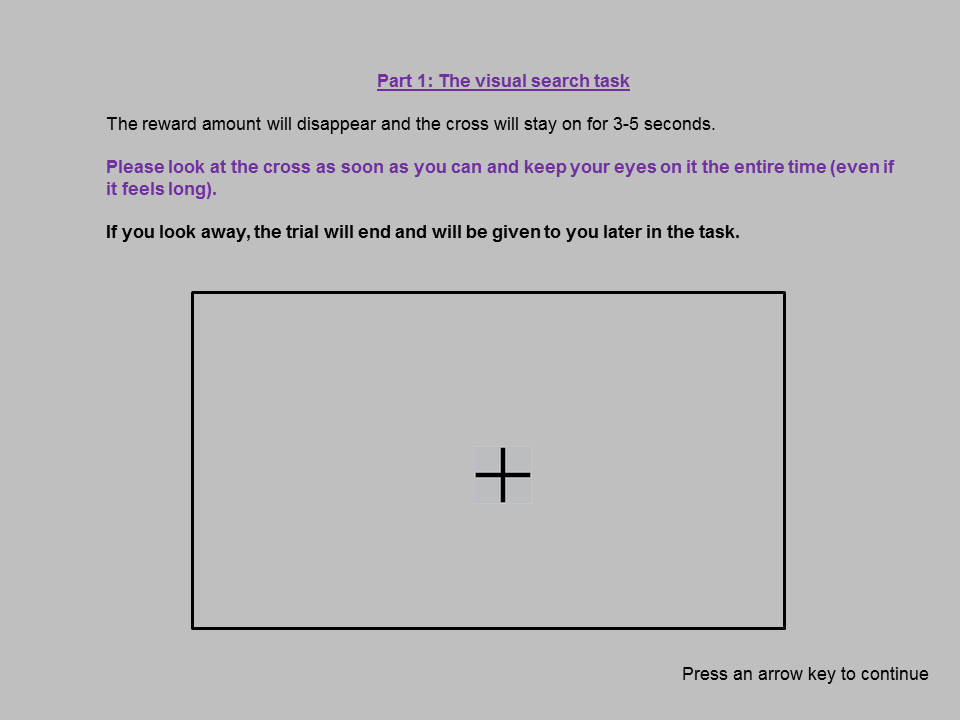 Part 1: The visual search task
The reward amount will disappear and the cross will stay on for 3-5 seconds.
Please look at the cross as soon as you can and keep your eyes on it the entire time (even if
it feels long).
If you look away, the trial will end and will be given to you later in the task.
Press an arrow key to continue